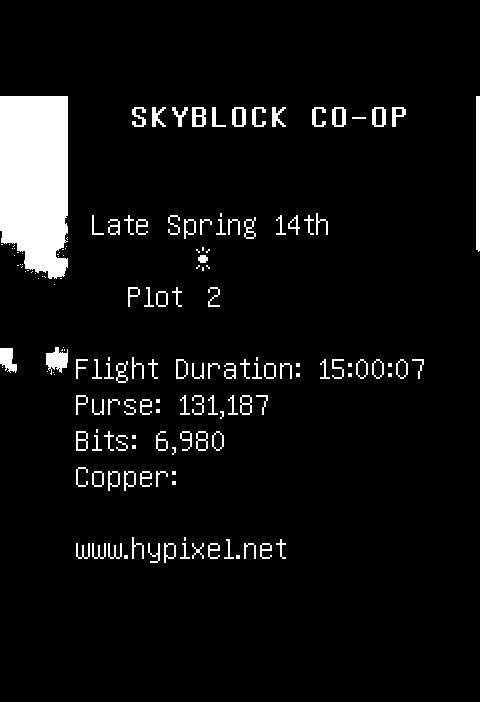 SKYBLOCK CO-OP
Late Spring 14th
Plot 2
Flight Duration: 15:00:07
Purse: 131,187
Bits: 6,980
Copper:
www.hypixel.net